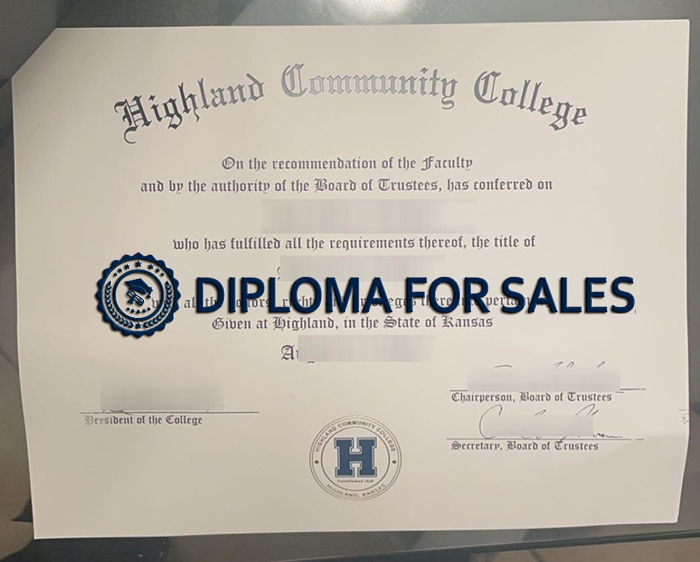 Highland Community College
On the recommendation of the Faculty
and by the authority of the Board of Trustees, has conferred on
who has fulfilled all the requirements thereof, the title of
DIPLOMA FOR SALES
all the
Given at Highland, in the State of Kansas
President of the College
Chairperson, Board of Trustees
Secretary, Board of Trustees
HIGHLAND COMMUNITY COLLEGE
H
HIGHLAND, KANSAS